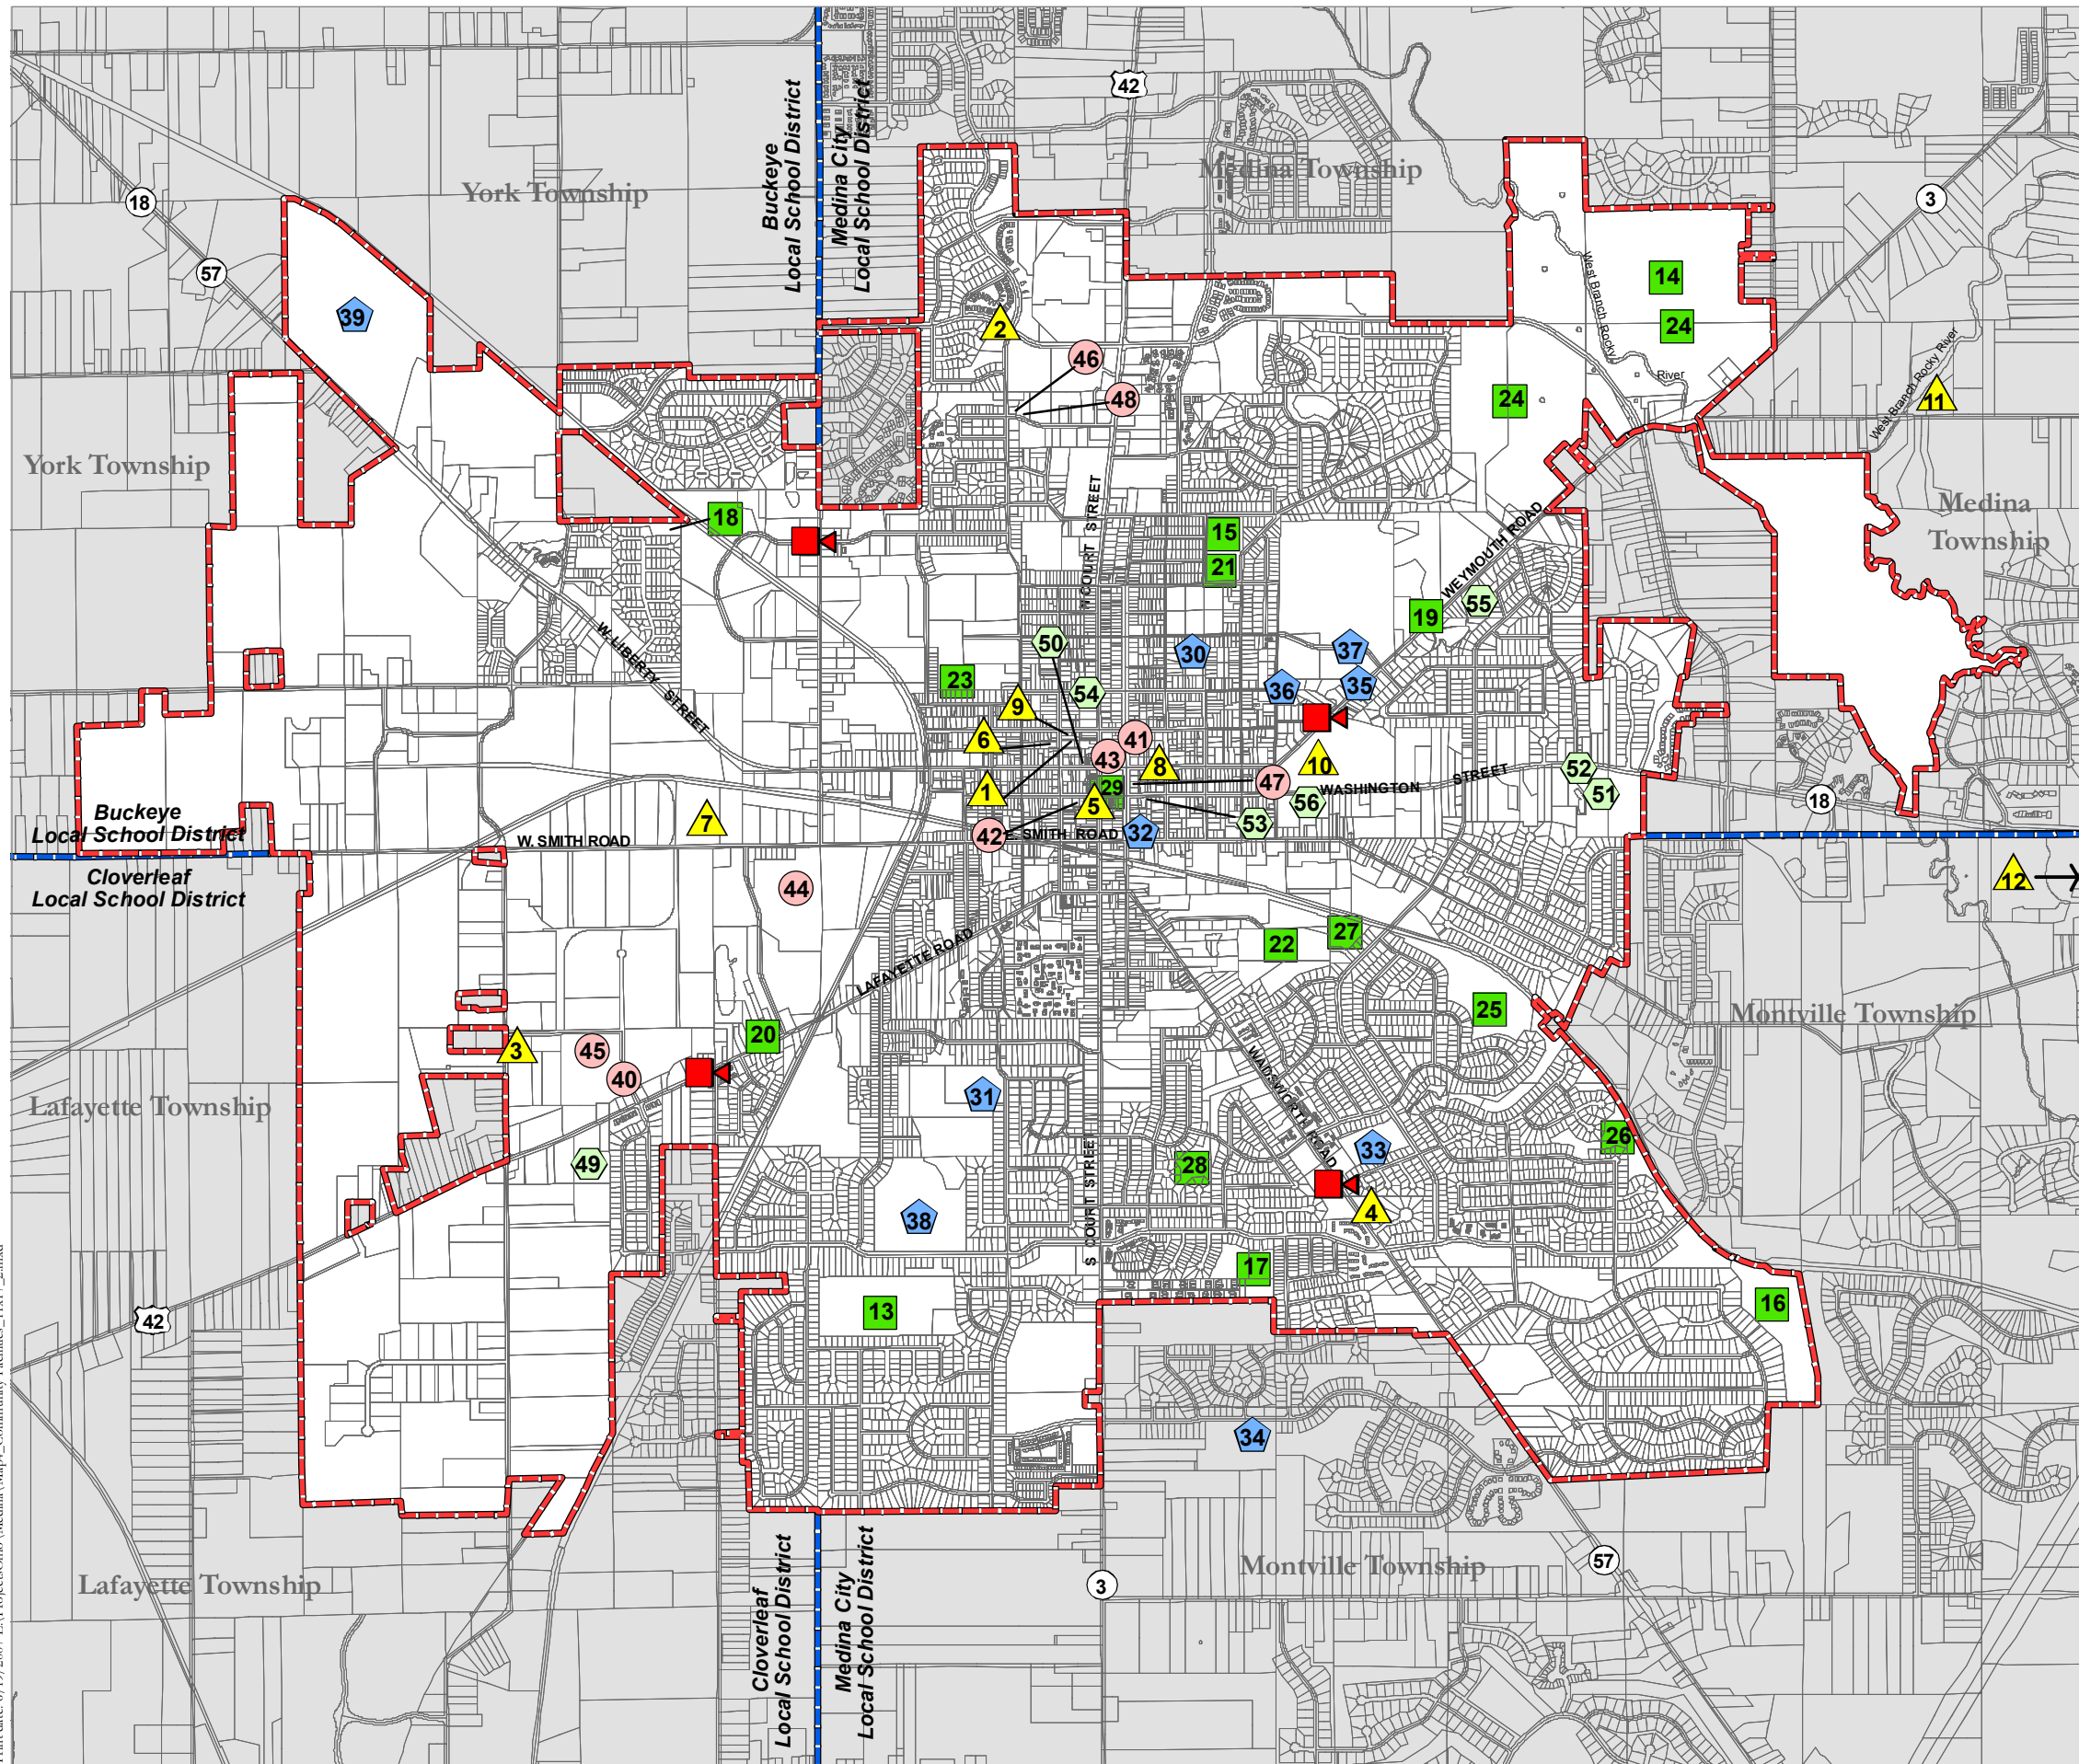 42
Buckeye
Local School District
Medina City
Local School District
York Township
Medina Township
18
3
57
14
39
24
2
West Branch Rocky
River
46
48
24
West Branch Rocky River
11
York Township
Medina
Township
N COURT STREET
18
15
21
WEYMOUTH ROAD
55
19
W. LIBERTY STREET
50
30
37
23
54
36
35
9
6
41
43
8
10
47
WASHINGTON STREET
52
51
1
29
5
56
18
Buckeye
Local School District
7
53
42
E. SMITH ROAD
32
W. SMITH ROAD
Cloverleaf
Local School District
12
44
27
22
LAFAYETTE ROAD
25
Montville Township
20
3
45
40
31
WADSWORTH ROAD
Lafayette Township
26
33
49
28
S COURT STREET
4
38
17
16
13
42
34
Montville Township
57
3
Lafayette Township
Cloverleaf
Local School District
Medina City
Local School District